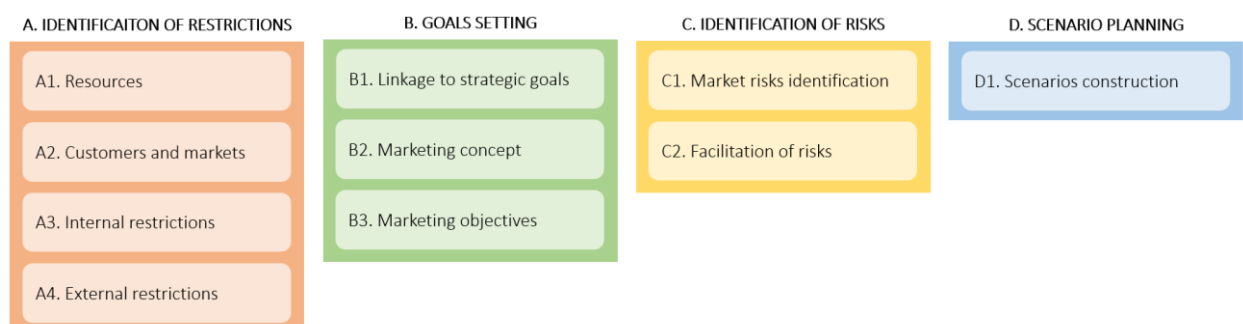 A. IDENTIFICAITON OF RESTRICTIONS
A1. Resources
A2. Customers and markets
A3. Internal restrictions
A4. External restrictions
B. GOALS SETTING
B1. Linkage to strategic goals
B2. Marketing concept
B3. Marketing objectives
C. IDENTIFICATION OF RISKS
C1. Market risks identification
C2. Facilitation of risks
D. SCENARIO PLANNING
D1. Scenarios construction